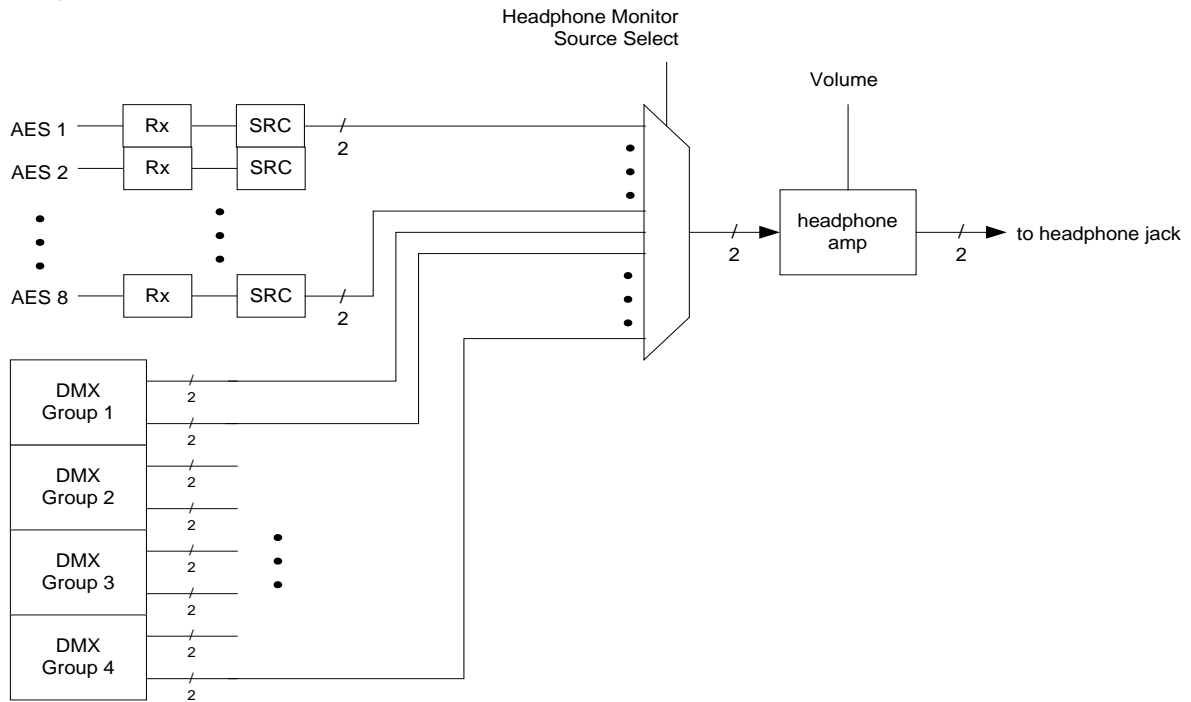 Headphone Monitor
Source Select
Volume
AES 1
Rx
SRC
2
AES 2
Rx
SRC
headphone
amp
2
2
to headphone jack
AES 8
Rx
SRC
2
DMX
Group 1
2
2
DMX
Group 2
2
2
DMX
Group 3
2
2
DMX
Group 4
2
2